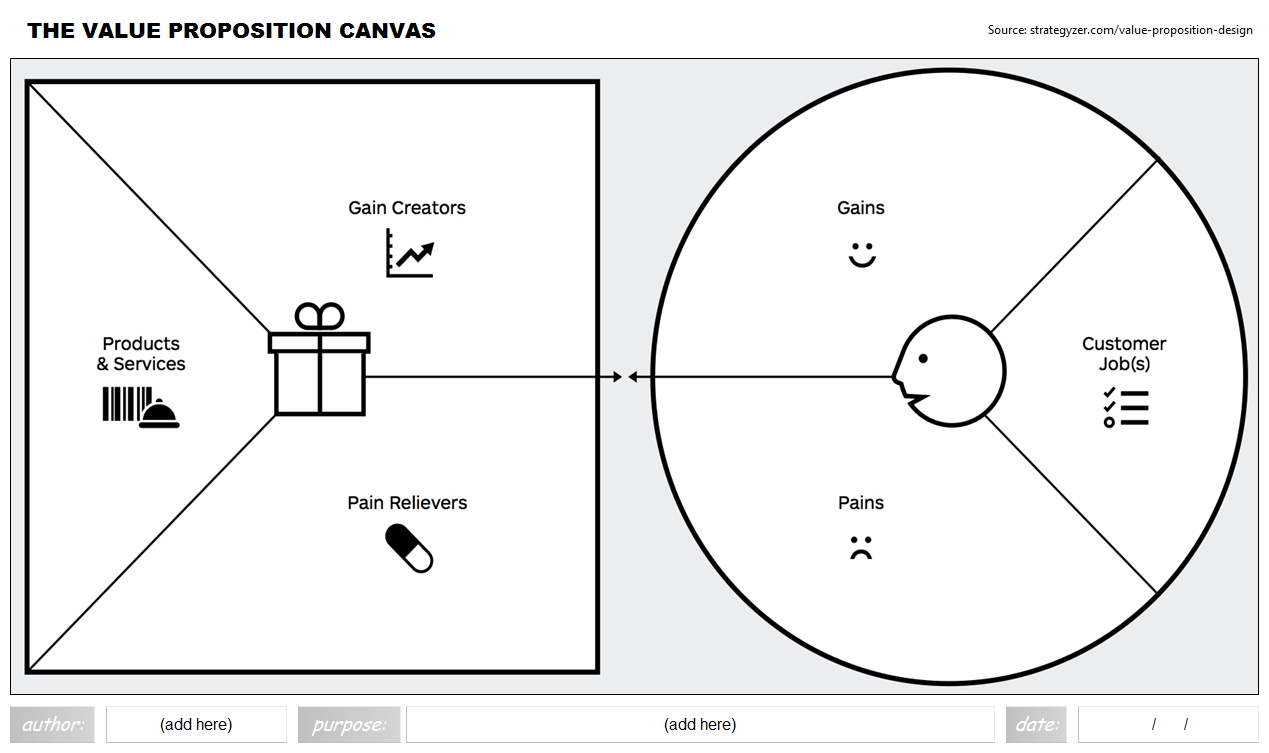 THE VALUE PROPOSITION CANVAS
Source: strategyzer.com/value-proposition-design
Gain Creators
Products
& Services
Pain Relievers
Gains
Customer
Job(s)
Pains
author:
(add here)
purpose:
(add here)
date:
/ /